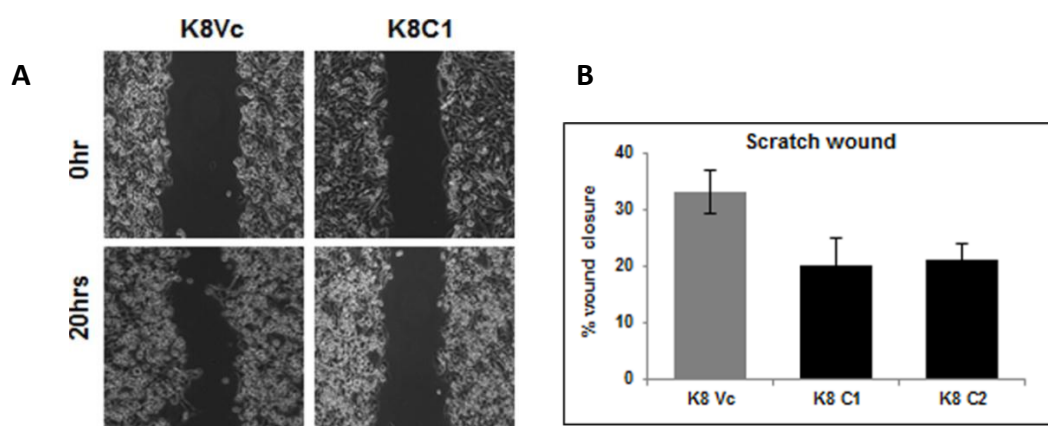 A
K8Vc K8C1
0hr
20hrs
B
Scratch wound
% wound closure
40
30
20
10
0
K8 Vc K8 C1 K8 C2